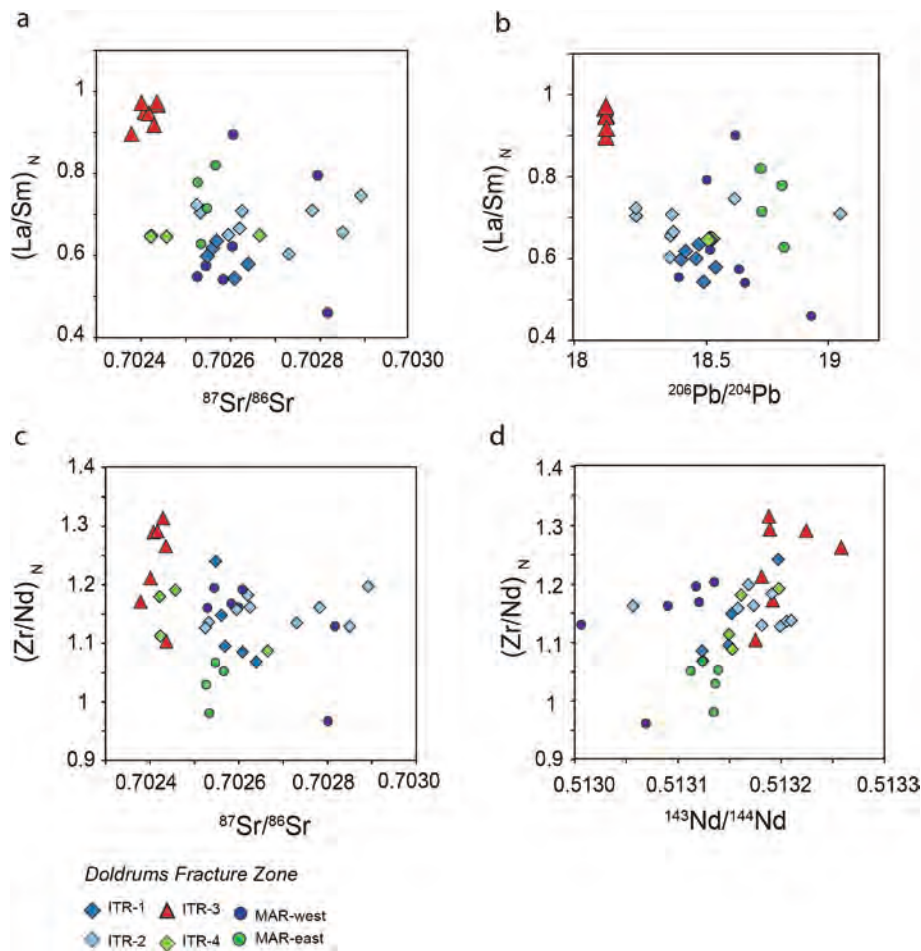 a
b
1
0.8
0.6
0.4
(La/Sm) N
0.7024
0.7026
0.7028
0.7030
87Sr/86Sr
1
0.8
0.6
0.4
(La/Sm) N
18
18.5
19
206Pb/204Pb
c
d
1.4
1.3
1.2
1.1
1
0.9
(Zr/Nd) N
0.7024
0.7026
0.7028
0.7030
87Sr/86Sr
1.4
1.3
1.2
1.1
1
0.9
(Zr/Nd) N
0.5130
0.5131
0.5132
0.5133
143Nd/144Nd
Doldrums Fracture Zone
ITR-1 ITR-3 MAR-west
ITR-2 ITR-4 MAR-east